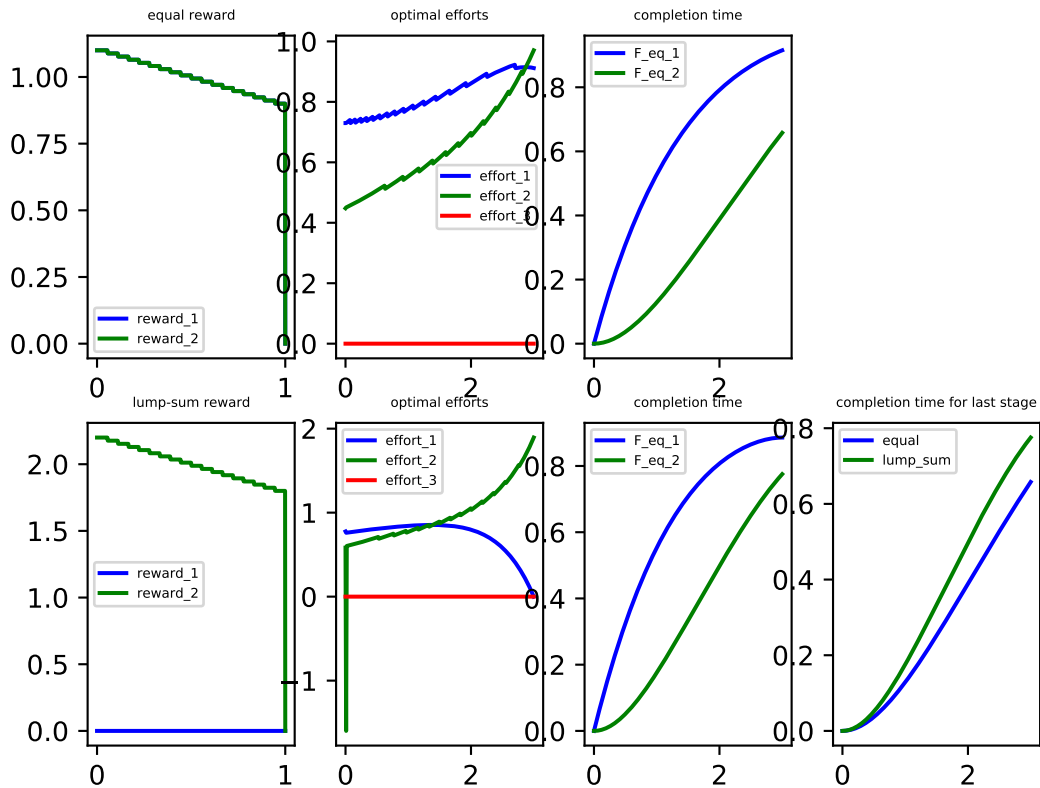 equal reward
optimal efforts
completion time
1.00
0.75
0.50
0.25
0.00
0
1
reward_1
reward_2
1.0
0.8
0.6
0.4
0.2
0.0
0
2
effort_1
effort_2
effort_3
0.8
0.6
0.4
0.2
0.0
0
2
F_eq_1
F_eq_2
lump-sum reward
optimal efforts
completion time
completion time for last stage
2.0
1.5
1.0
0.5
0.0
0
1
reward_1
reward_2
2
1
0
−1
0
2
effort_1
effort_2
effort_3
0.8
0.6
0.4
0.2
0.0
0
2
F_eq_1
F_eq_2
0.8
0.6
0.4
0.2
0.0
0
2
equal
lump_sum